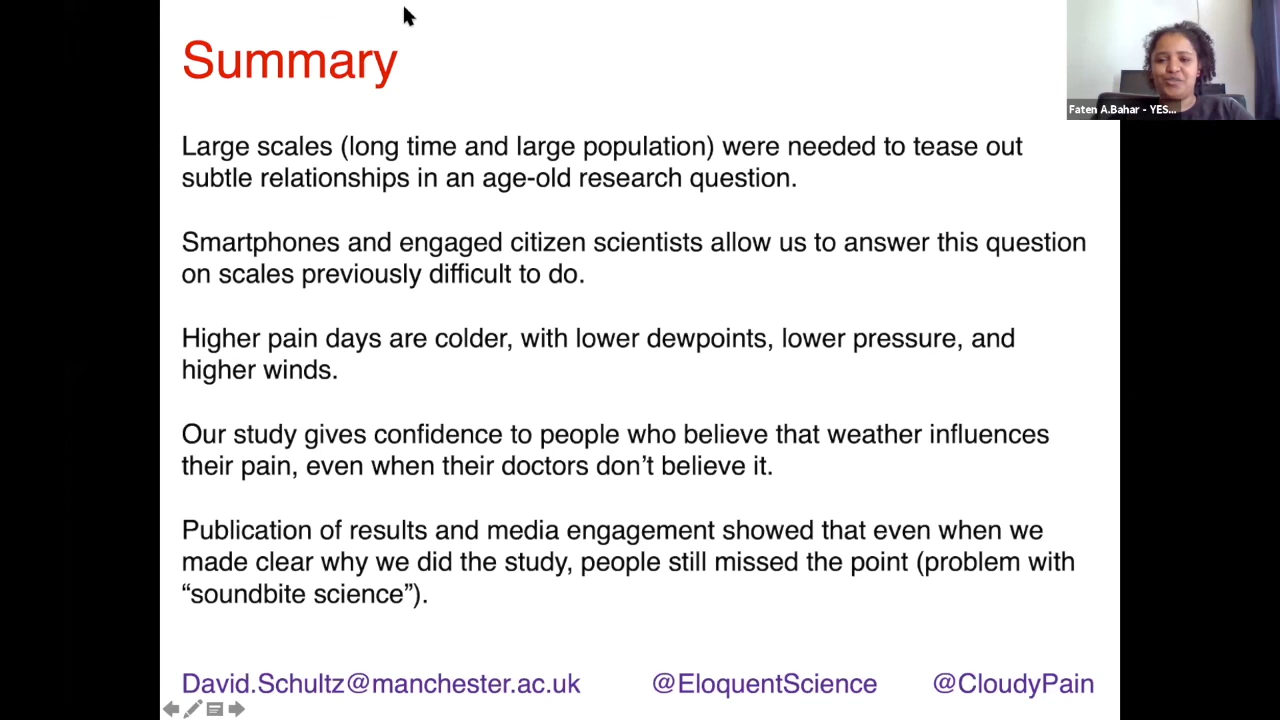 Summary
Faten A.Bahar - YES...
Large scales (long time and large population) were needed to tease out
subtle relationships in an age-old research question.
Smartphones and engaged citizen scientists allow us to answer this question
on scales previously difficult to do.
Higher pain days are colder, with lower dewpoints, lower pressure, and
higher winds.
Our study gives confidence to people who believe that weather influences
their pain, even when their doctors don’t believe it.
Publication of results and media engagement showed that even when we
made clear why we did the study, people still missed the point (problem with
“soundbite science”).
David.Schultz@manchester.ac.uk @EloquentScience @CloudyPain